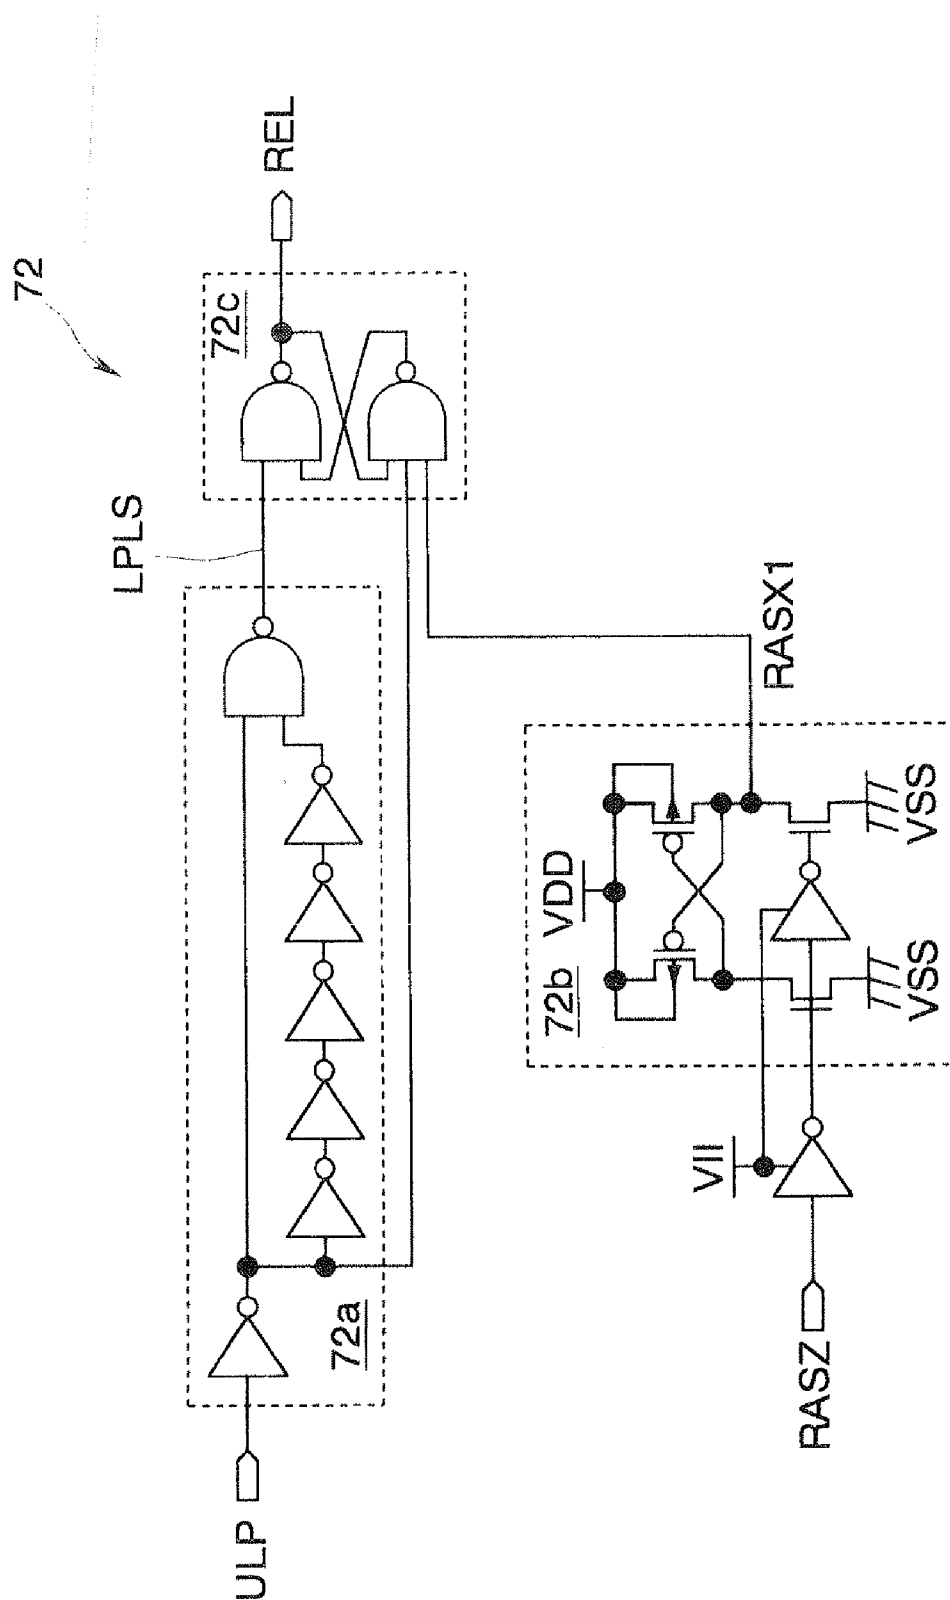 72
ULP
72a
LPLS
72c
REL
RASZ
VII
72b
VDD
VSS
VSS
RASX1